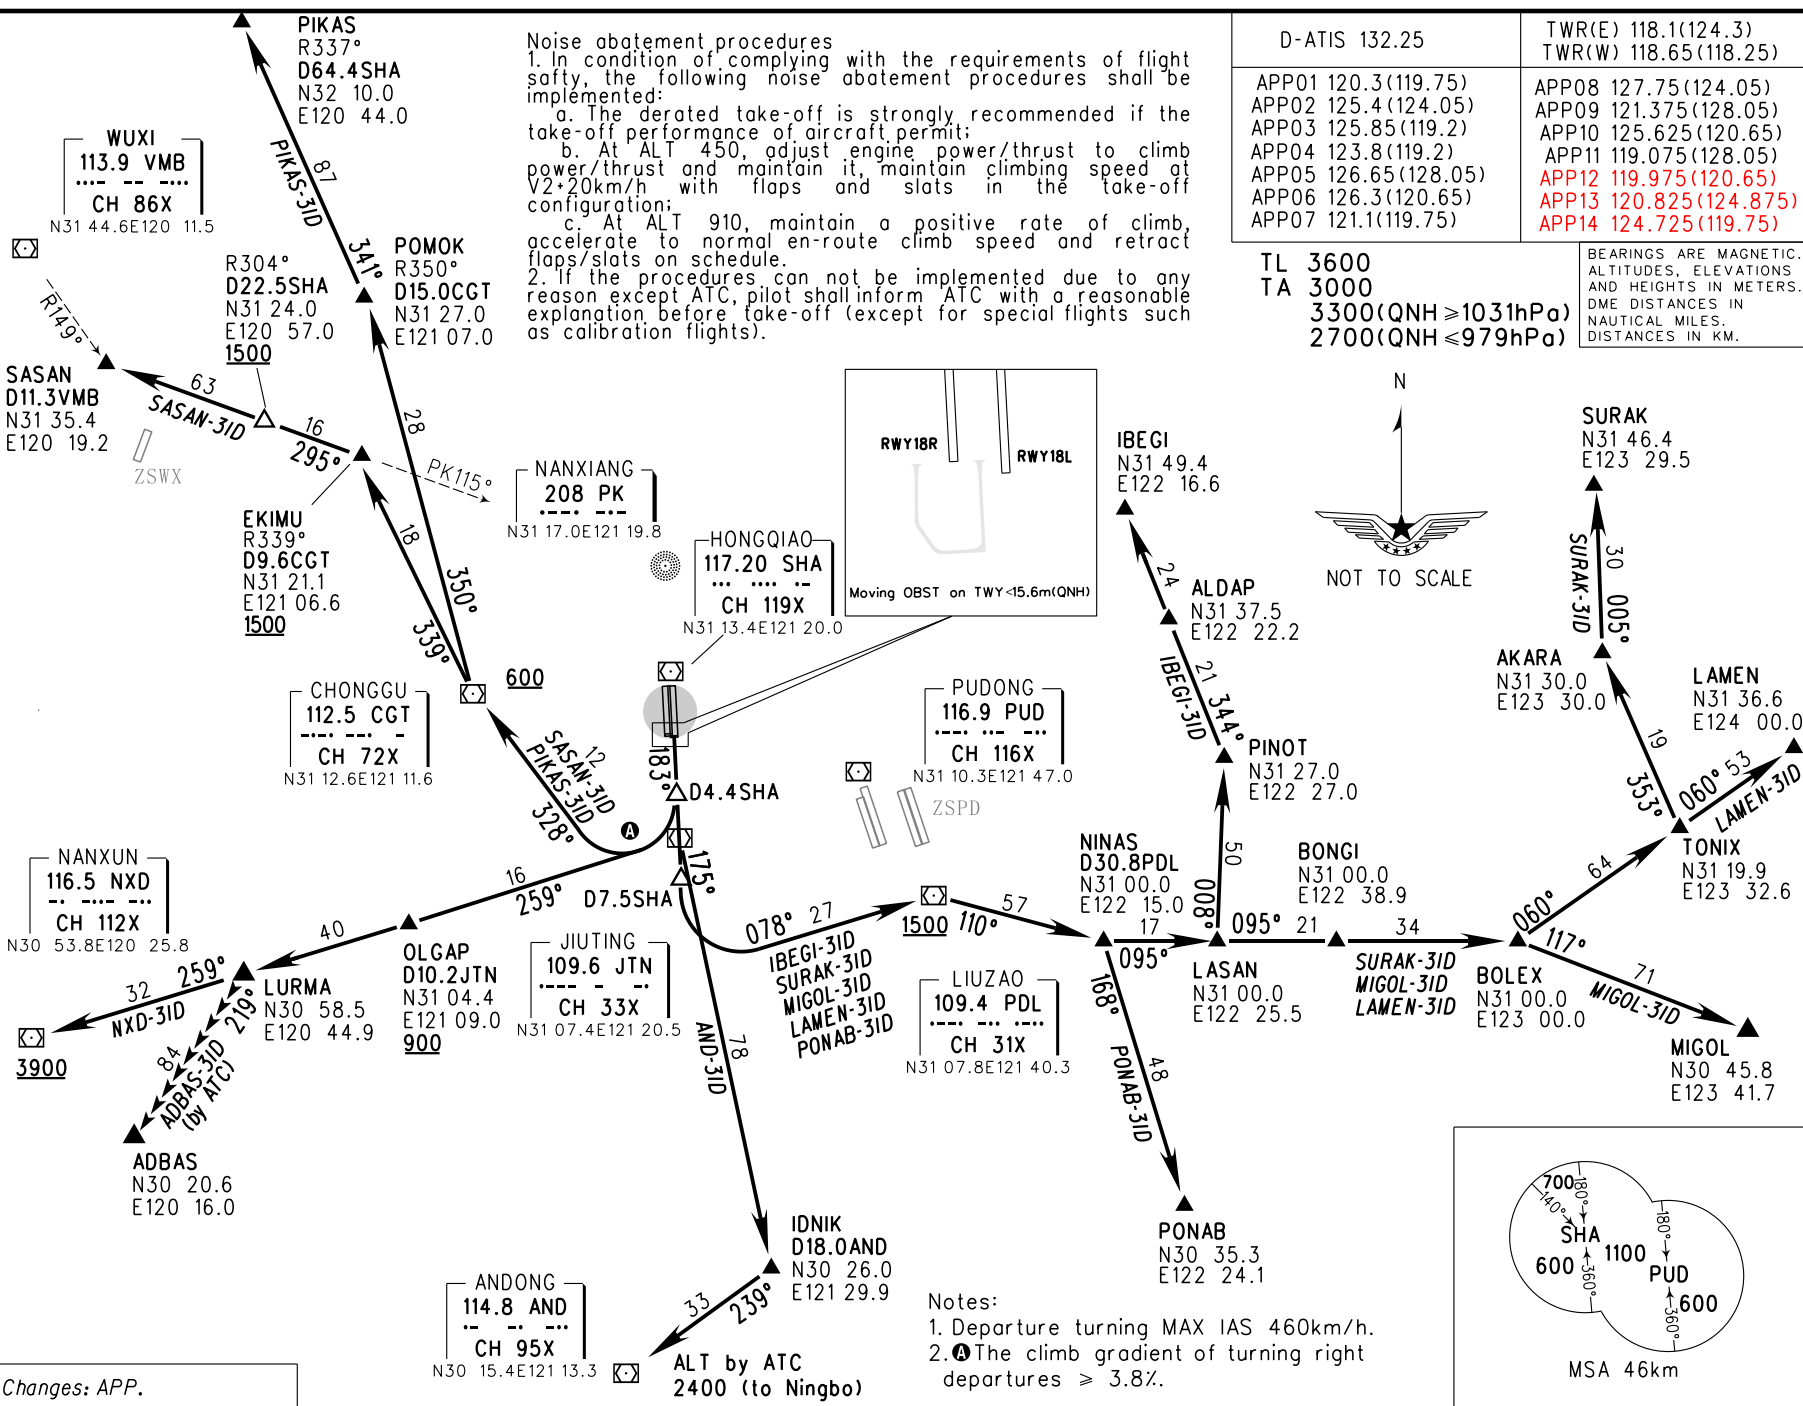 PIKAS
R337°
D64.4SHA
N32 10.0
E120 44.0
Noise abatement procedures
1. In condition of complying with the requirements of flight
safty, the following noise abatement procedures shall be
implemented:
a. The derated take-off is strongly recommended if the
take-off performance of aircraft permit;
b. At ALT 450, adjust engine power/thrust to climb
power/thrust and maintain it, maintain climbing speed at
V2+20km/h with flaps and slats in the take-off
configuration;
c. At ALT 910, maintain a positive rate of climb,
accelerate to normal en-route climb speed and retract
flaps/slats on schedule.
2. If the procedures can not be implemented due to any
reason except ATC, pilot shall inform ATC with a reasonable
explanation before take-off (except for special flights such
as calibration flights).
D-ATIS 132.25
TWR(E) 118.1(124.3)
TWR(W) 118.65(118.25)
APP01 120.3(119.75)
APP02 125.4(124.05)
APP03 125.85(119.2)
APP04 123.8(119.2)
APP05 126.65(128.05)
APP06 126.3(120.65)
APP07 121.1(119.75)
APP08 127.75(124.05)
APP09 121.375(128.05)
APP10 125.625(120.65)
APP11 119.075(128.05)
APP12 119.975(120.65)
APP13 120.825(124.875)
APP14 124.725(119.75)
TL 3600
TA 3000
3300(QNH≥1031hPa)
2700(QNH≤979hPa)
BEARINGS ARE MAGNETIC.
ALTITUDES, ELEVATIONS
AND HEIGHTS IN METERS.
DME DISTANCES IN
NAUTICAL MILES.
DISTANCES IN KM.
WUXI
113.9 VMB
CH 86X
N31 44.6E120 11.5
R149°
87
PIKAS-31D
341°
POMOK
R350°
D15.0CGT
N31 27.0
E121 07.0
R304°
D22.5SHA
N31 24.0
E120 57.0
1500
SASAN
D11.3VMB
N31 35.4
E120 19.2
63
SASAN-31D
16
295°
ZSWX
28
350°
PK115°
NANXIANG
208 PK
N31 17.0E121 19.8
EKIMU
R339°
D9.6CGT
N31 21.1
E121 06.6
1500
18
339°
HONGQIAO
117.20 SHA
CH 119X
N31 13.4E121 20.0
RWY18R
RWY18L
Moving OBST on TWY<15.6m(QNH)
N
NOT TO SCALE
IBEGI
N31 49.4
E122 16.6
24
ALDAP
N31 37.5
E122 22.2
21
344°
IBEGI-31D
SURAK
N31 46.4
E123 29.5
30
005°
SURAK-31D
AKARA
N31 30.0
E123 30.0
LAMEN
N31 36.6
E124 00.0
CHONGGU
112.5 CGT
CH 72X
N31 12.6E121 11.6
600
12
SASAN-31D
PIKAS-31D
328°
A
183°
D4.4SHA
PUDONG
116.9 PUD
CH 116X
N31 10.3E121 47.0
ZSPD
PINOT
N31 27.0
E122 27.0
19
353°
060°
53
LAMEN-31D
TONIX
N31 19.9
E123 32.6
NANXUN
116.5 NXD
CH 112X
N30 53.8E120 25.8
16
259°
175°
D7.5SHA
40
OLGAP
D10.2JTN
N31 04.4
E121 09.0
900
JIUTING
109.6 JTN
CH 33X
N31 07.4E121 20.5
078°
27
1500
IBEGI-31D
SURAK-31D
MIGOL-31D
LAMEN-31D
PONAB-31D
57
110°
NINAS
D30.8PDL
N31 00.0
E122 15.0
17
095°
50
008°
LASAN
N31 00.0
E122 25.5
095°
21
BONGI
N31 00.0
E122 38.9
34
SURAK-31D
MIGOL-31D
LAMEN-31D
64
060°
117°
BOLEX
N31 00.0
E123 00.0
71
MIGOL-31D
MIGOL
N30 45.8
E123 41.7
LIUZAO
109.4 PDL
CH 31X
N31 07.8E121 40.3
168°
48
PONAB-31D
PONAB
N30 35.3
E122 24.1
32
259°
NXD-31D
3900
LURMA
N30 58.5
E120 44.9
219°
84
ADBAS-31D
(by ATC)
ADBAS
N30 20.6
E120 16.0
78
AND-31D
IDNIK
D18.0AND
N30 26.0
E121 29.9
33
239°
ANDONG
114.8 AND
CH 95X
N30 15.4E121 13.3
ALT by ATC
2400 (to Ningbo)
Notes:
1. Departure turning MAX IAS 460km/h.
2. A The climb gradient of turning right
departures ≥ 3.8%.
700
180°
140°
SHA
600
360°
1100
180°
PUD
360°
600
MSA 46km
Changes: APP.